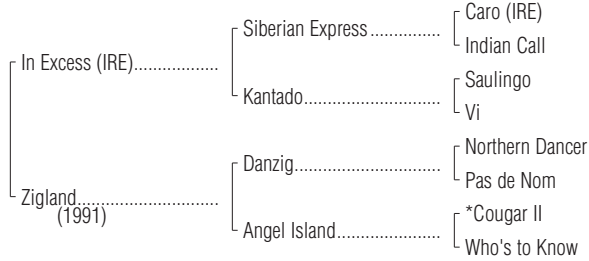 Caro (IRE)
Siberian Express...............
Indian Call
In Excess (IRE)..................
Saulingo
Kantado.............................
Vi
Northern Dancer
Danzig...............................
Pas de Nom
Zigland..............................
(1991)
*Cougar II
Angel Island......................
Who's to Know